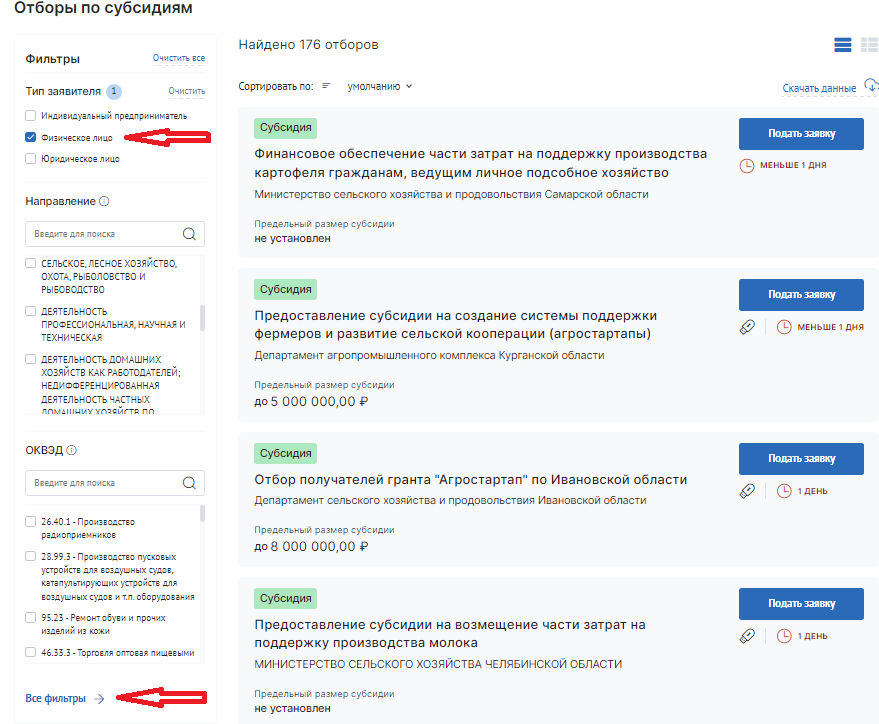 Отборы по субсидиям
Фильтры
Очистить все
Тип заявителя 1
Очистить
Индивидуальный предприниматель
Физическое лицо
Юридическое лицо
Направление
Введите для поиска
СЕЛЬСКОЕ, ЛЕСНОЕ ХОЗЯЙСТВО,
ОХОТА, РЫБОЛОВСТВО И
РЫБОВОДСТВО
ДЕЯТЕЛЬНОСТЬ
ПРОФЕССИОНАЛЬНАЯ, НАУЧНАЯ И
ТЕХНИЧЕСКАЯ
ДЕЯТЕЛЬНОСТЬ ДОМАШНИХ
ХОЗЯЙСТВ КАК РАБОТОДАТЕЛЕЙ;
НЕДИФФЕРЕНЦИРОВАННАЯ
ДЕЯТЕЛЬНОСТЬ ЧАСТНЫХ
ДОМАШНИХ ХОЗЯЙСТВ ПО
ОКВЭД
Введите для поиска
26.40.1 - Производство
радиоприемников
28.99.3 - Производство пусковых
устройств для воздушных судов,
катапультирующих устройств для
воздушных судов и т.п. оборудования
95.23 - Ремонт обуви и прочих
изделий из кожи
46.33.3 - Торговля оптовая пищевыми
Все фильтры
Найдено 176 отборов
Сортировать по:
умолчанию
Скачать данные
Субсидия
Финансовое обеспечение части затрат на поддержку производства
картофеля гражданам, ведущим личное подсобное хозяйство
Министерство сельского хозяйства и продовольствия Самарской области
Предельный размер субсидии
не установлен
Подать заявку
МЕНЬШЕ 1 ДНЯ
Субсидия
Предоставление субсидии на создание системы поддержки
фермеров и развитие сельской кооперации (агростартапы)
Департамент агропромышленного комплекса Курганской области
Предельный размер субсидии
до 5 000 000,00 ₽
Подать заявку
МЕНЬШЕ 1 ДНЯ
Субсидия
Отбор получателей гранта "Агростартап" по Ивановской области
Департамент сельского хозяйства и продовольствия Ивановской области
Предельный размер субсидии
до 8 000 000,00 ₽
Подать заявку
1 ДЕНЬ
Субсидия
Предоставление субсидии на возмещение части затрат на
поддержку производства молока
МИНИСТЕРСТВО СЕЛЬСКОГО ХОЗЯЙСТВА ЧЕЛЯБИНСКОЙ ОБЛАСТИ
Предельный размер субсидии
не установлен
Подать заявку
1 ДЕНЬ